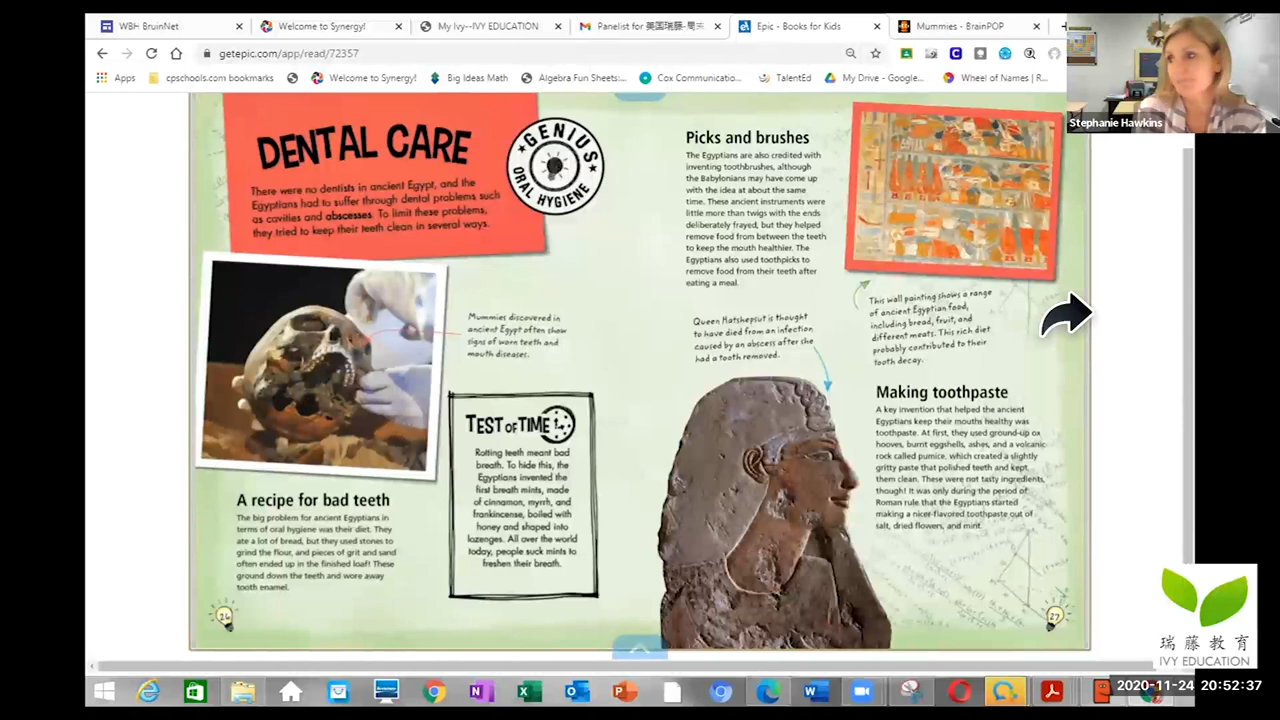 WBH BruinNet
Welcome to Synergy!
My Ivy--IVY EDUCATION
Panelist for 美国瑞藤-周末
Epic - Books for Kids
Mummies - BrainPOP
getepic.com/app/read/72357
Apps
cpschools.com bookmarks
Welcome to Synergy!
Big Ideas Math
Algebra Fun Sheets:...
Cox Communicatio...
TalentEd
My Drive - Google...
Wheel of Names | R...
Stephanie Hawkins
DENTAL CARE
There were no dentists in ancient Egypt, and the
Egyptians had to suffer through dental problems such
as cavities and abscesses. To limit these problems,
they tried to keep their teeth clean in several ways.
GENIUS
ORAL HYGIENE
Mummies discovered in
ancient Egypt often show
signs of worn teeth and
mouth diseases.
A recipe for bad teeth
The big problem for ancient Egyptians in
terms of oral hygiene was their diet. They
ate a lot of bread, but they used stones to
grind the flour, and pieces of grit and sand
often ended up in the finished loaf! These
ground down the teeth and wore away
tooth enamel.
TEST OF TIME
Rotting teeth meant bad
breath. To hide this, the
Egyptians invented the
first breath mints, made
of cinnamon, myrrh, and
frankincense, boiled with
honey and shaped into
lozenges. All over the world
today, people suck mints to
freshen their breath.
26
Picks and brushes
The Egyptians are also credited with
inventing toothbrushes, although
the Babylonians may have come up
with the idea at about the same
time. These ancient instruments were
little more than twigs with the ends
deliberately frayed, but they helped
remove food from between the teeth
to keep the mouth healthier. The
Egyptians also used toothpicks to
remove food from their teeth after
eating a meal.
Queen Hatshepsut is thought
to have died from an infection
caused by an abscess after she
had a tooth removed.
This wall painting shows a range
of ancient Egyptian food,
including bread, fruit, and
different meats. This rich diet
probably contributed to their
tooth decay.
Making toothpaste
A key invention that helped the ancient
Egyptians keep their mouths healthy was
toothpaste. At first, they used ground-up ox
hooves, burnt eggshells, ashes, and a volcanic
rock called pumice, which created a slightly
gritty paste that polished teeth and kept
them clean. These were not tasty ingredients,
though! It was only during the period of
Roman rule that the Egyptians started
making a nicer-flavored toothpaste out of
salt, dried flowers, and mint.
27
瑞藤教育
IVY EDUCATION
2020-11-24 20:52:37